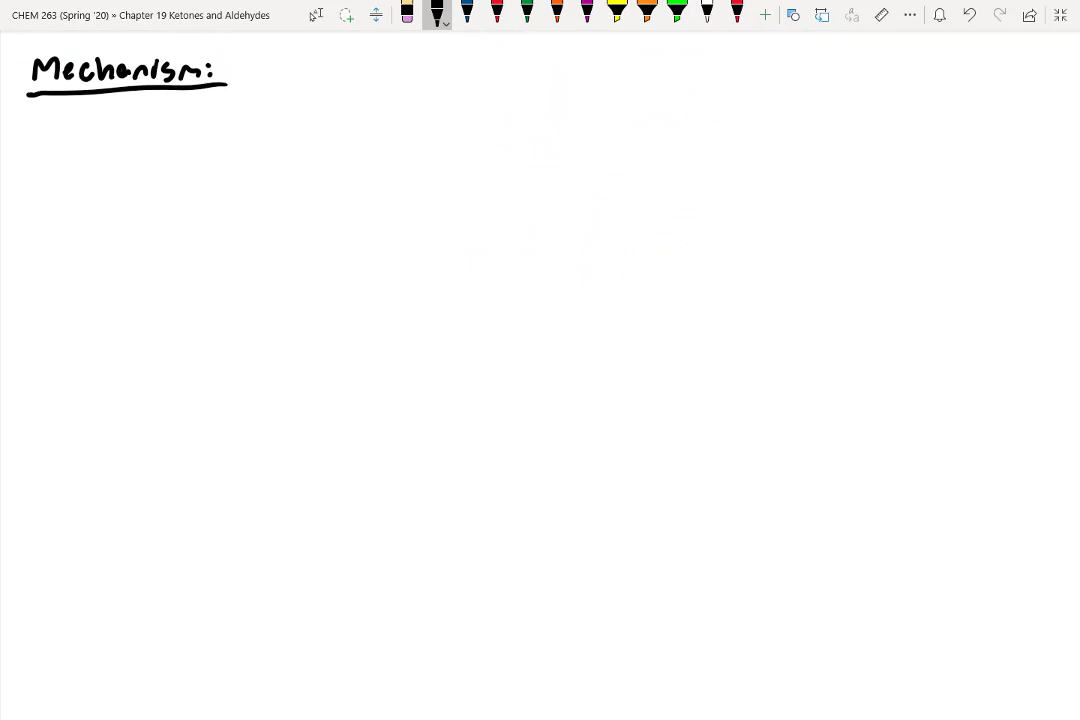 CHEM 263 (Spring '20) » Chapter 19 Ketones and Aldehydes
Mechanism: